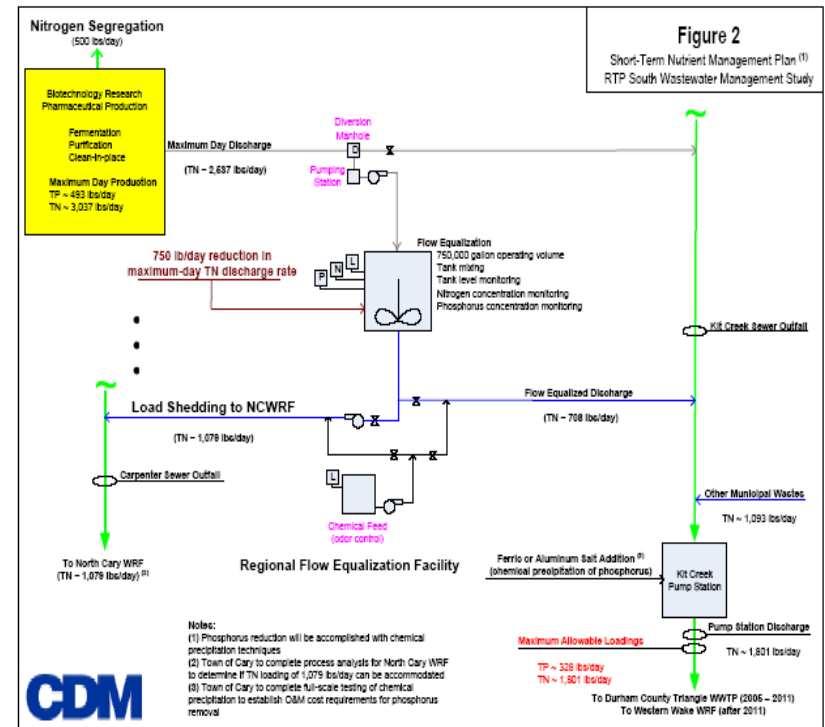 Nitrogen Segregation
(500 lbs/day)
Figure 2
Short-Term Nutrient Management Plan (1)
RTP South Wastewater Management Study
Biotechnology Research
Pharmaceutical Production
Fermentation
Purification
Clean-in-place
Maximum Day Production
TP ~ 493 lbs/day
TN ~ 3,037 lbs/day
Maximum Day Discharge
(TN ~ 2,537 lbs/day)
Diversion
Manhole
D
Pumping
Station
750 lb/day reduction in
maximum-day TN discharge rate
P
N
L
Flow Equalization
750,000 gallon operating volume
Tank mixing
Tank level monitoring
Nitrogen concentration monitoring
Phosphorus concentration monitoring
Kit Creek Sewer Outfall
Load Shedding to NCWRF
(TN ~ 1,079 lbs/day)
Flow Equalized Discharge
(TN ~ 708 lbs/day)
Carpenter Sewer Outfall
L
Chemical Feed
(odor control)
Other Municipal Wastes
TN ~ 1,093 lbs/day
To North Cary WRF
(TN ~ 1,079 lbs/day) (2)
Regional Flow Equalization Facility
Ferric or Aluminum Salt Addition (3)
(chemical precipitation of phosphorus)
Kit Creek
Pump Station
Pump Station Discharge
TN ~ 1,801 lbs/day
Maximum Allowable Loadings
TP ~ 328 lbs/day
TN ~ 1,801 lbs/day
Notes:
(1) Phosphorus reduction will be accomplished with chemical
precipitation techniques
(2) Town of Cary to complete process analysis for North Cary WRF
to determine if TN loading of 1,079 lbs/day can be accommodated
(3) Town of Cary to complete full-scale testing of chemical
precipitation to establish O&M cost requirements for phosphorus
removal
To Durham County Triangle WWTP (2005 – 2011)
To Western Wake WRF (after 2011)
CDM